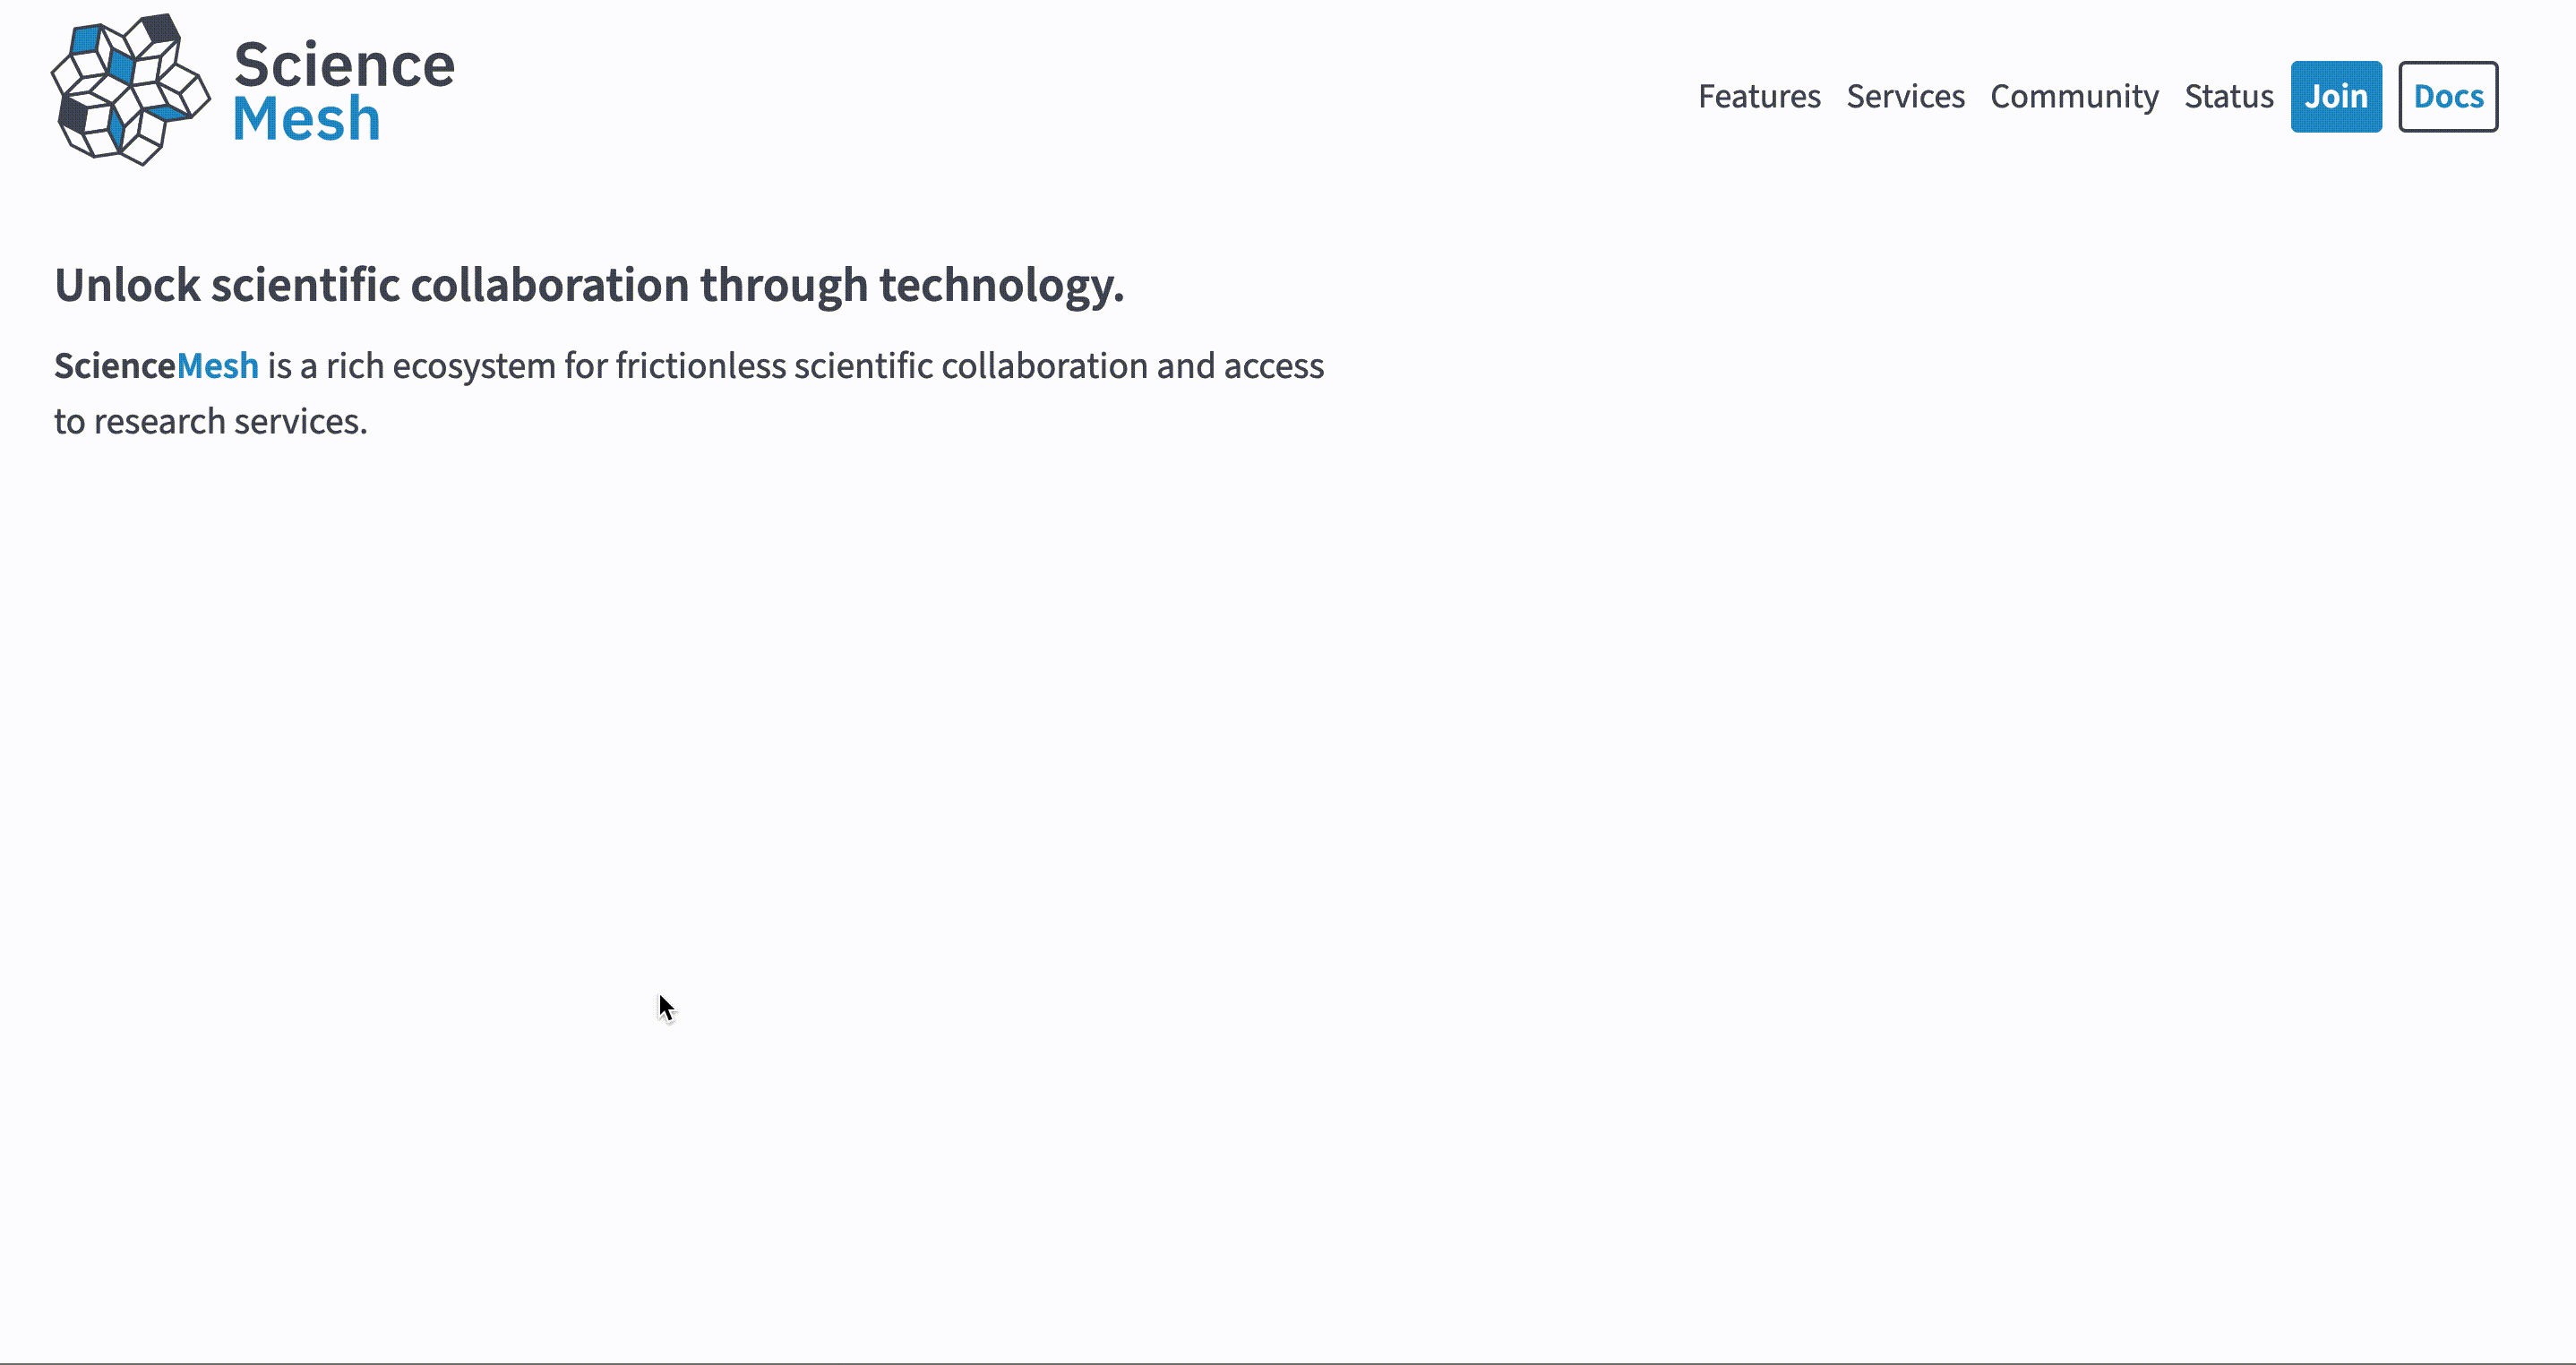 Science
Mesh
Features Services Community Status Join Docs
Unlock scientific collaboration through technology.
ScienceMesh is a rich ecosystem for frictionless scientific collaboration and access
to research services.